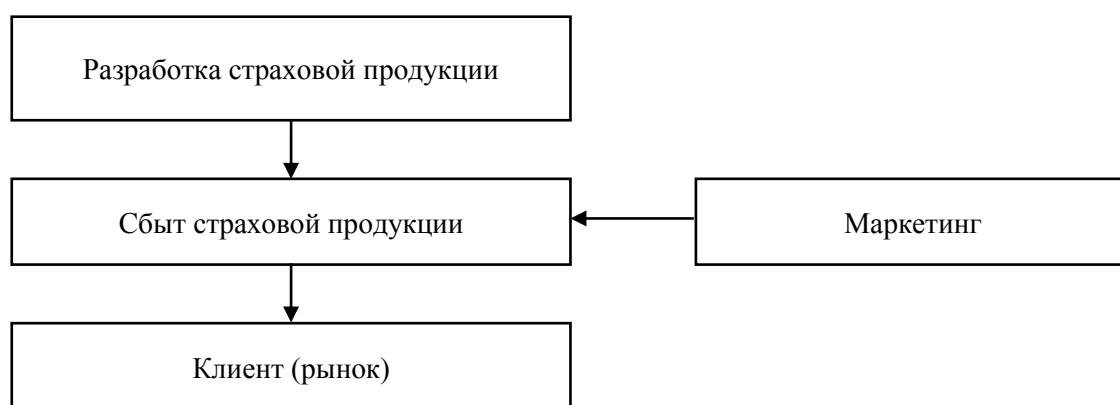 Разработка страховой продукции
Сбыт страховой продукции
Маркетинг
Клиент (рынок)